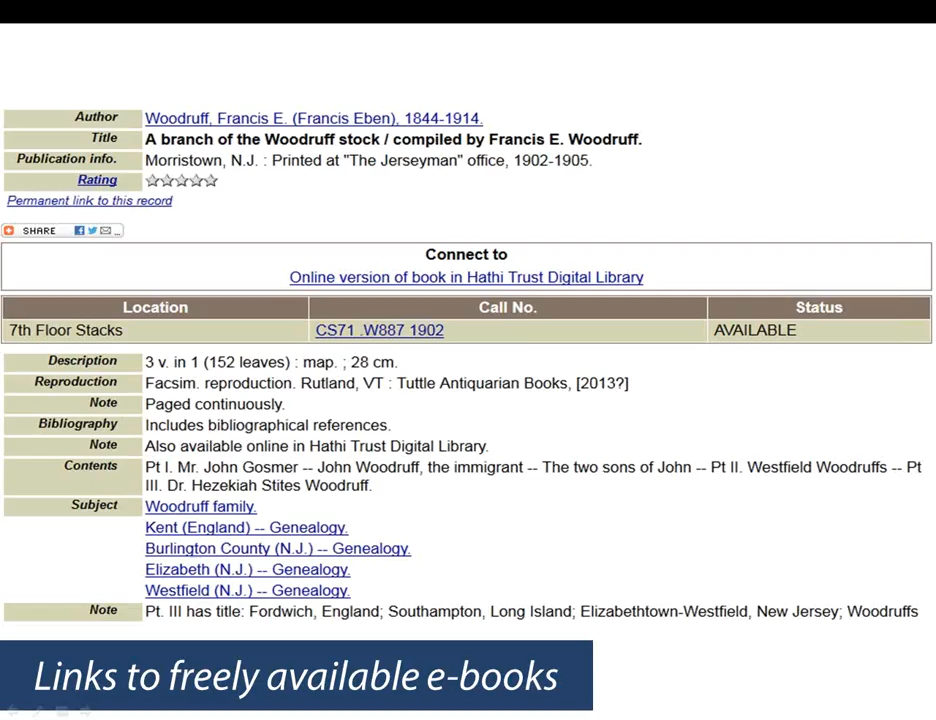 Author Woodruff, Francis E. (Francis Eben), 1844-1914.
Title A branch of the Woodruff stock / compiled by Francis E. Woodruff.
Publication info. Morristown, N.J. : Printed at "The Jerseyman" office, 1902-1905.
Rating
Permanent link to this record
SHARE ...
Connect to
Online version of book in Hathi Trust Digital Library
Location Call No. Status
7th Floor Stacks CS71 .W887 1902 AVAILABLE
Description 3 v. in 1 (152 leaves) : map. ; 28 cm.
Reproduction Facsim. reproduction. Rutland, VT : Tuttle Antiquarian Books, [2013?]
Note Paged continuously.
Bibliography Includes bibliographical references.
Note Also available online in Hathi Trust Digital Library.
Contents Pt I. Mr. John Gosmer -- John Woodruff, the immigrant -- The two sons of John -- Pt II. Westfield Woodruffs -- Pt
III. Dr. Hezekiah Stites Woodruff.
Subject Woodruff family.
Kent (England) -- Genealogy.
Burlington County (N.J.) -- Genealogy.
Elizabeth (N.J.) -- Genealogy.
Westfield (N.J.) -- Genealogy.
Note Pt. III has title: Fordwich, England; Southampton, Long Island; Elizabethtown-Westfield, New Jersey; Woodruffs
Links to freely available e-books